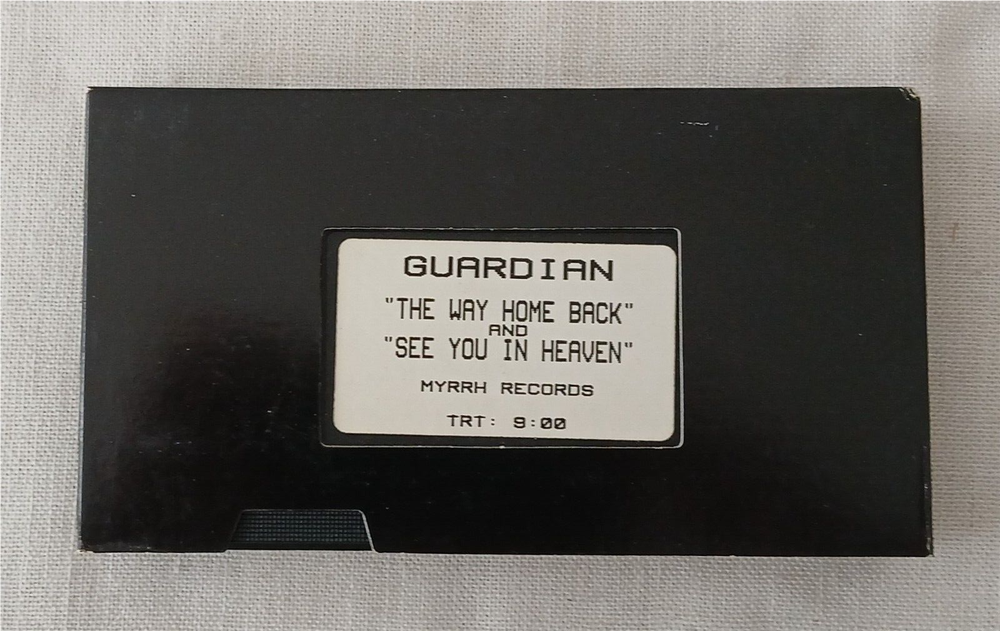 GUARDIAN
"THE WAY HOME BACK"
AND
"SEE YOU IN HEAVEN"
MYRRH RECORDS
TRT: 9:00